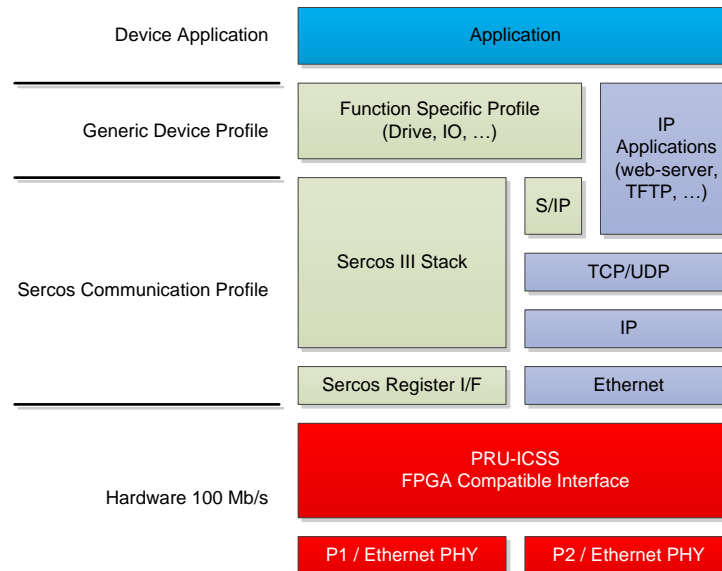 Device Application
Application
Generic Device Profile
Function Specific Profile
(Drive, IO, …)
IP
Applications
(web-server,
TFTP, …)
Sercos Communication Profile
Sercos III Stack
S/IP
TCP/UDP
IP
Sercos Register I/F
Ethernet
Hardware 100 Mb/s
PRU-ICSS
FPGA Compatible Interface
P1 / Ethernet PHY
P2 / Ethernet PHY